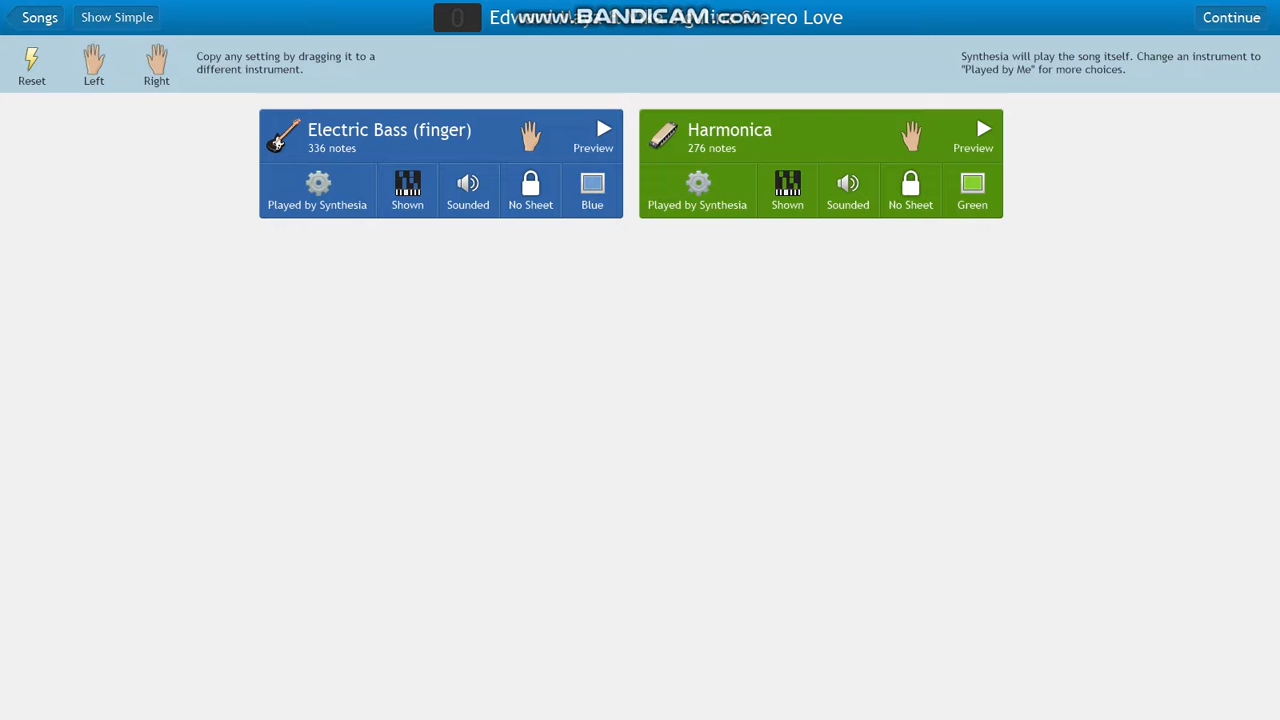 Songs
Show Simple
0
www.BANDICAM.com
Stereo Love
Continue
Reset
Left
Right
Copy any setting by dragging it to a
different instrument.
Synthesia will play the song itself. Change an instrument to
"Played by Me" for more choices.
Electric Bass (finger)
336 notes
Preview
Played by Synthesia
Shown
Sounded
No Sheet
Blue
Harmonica
276 notes
Preview
Played by Synthesia
Shown
Sounded
No Sheet
Green